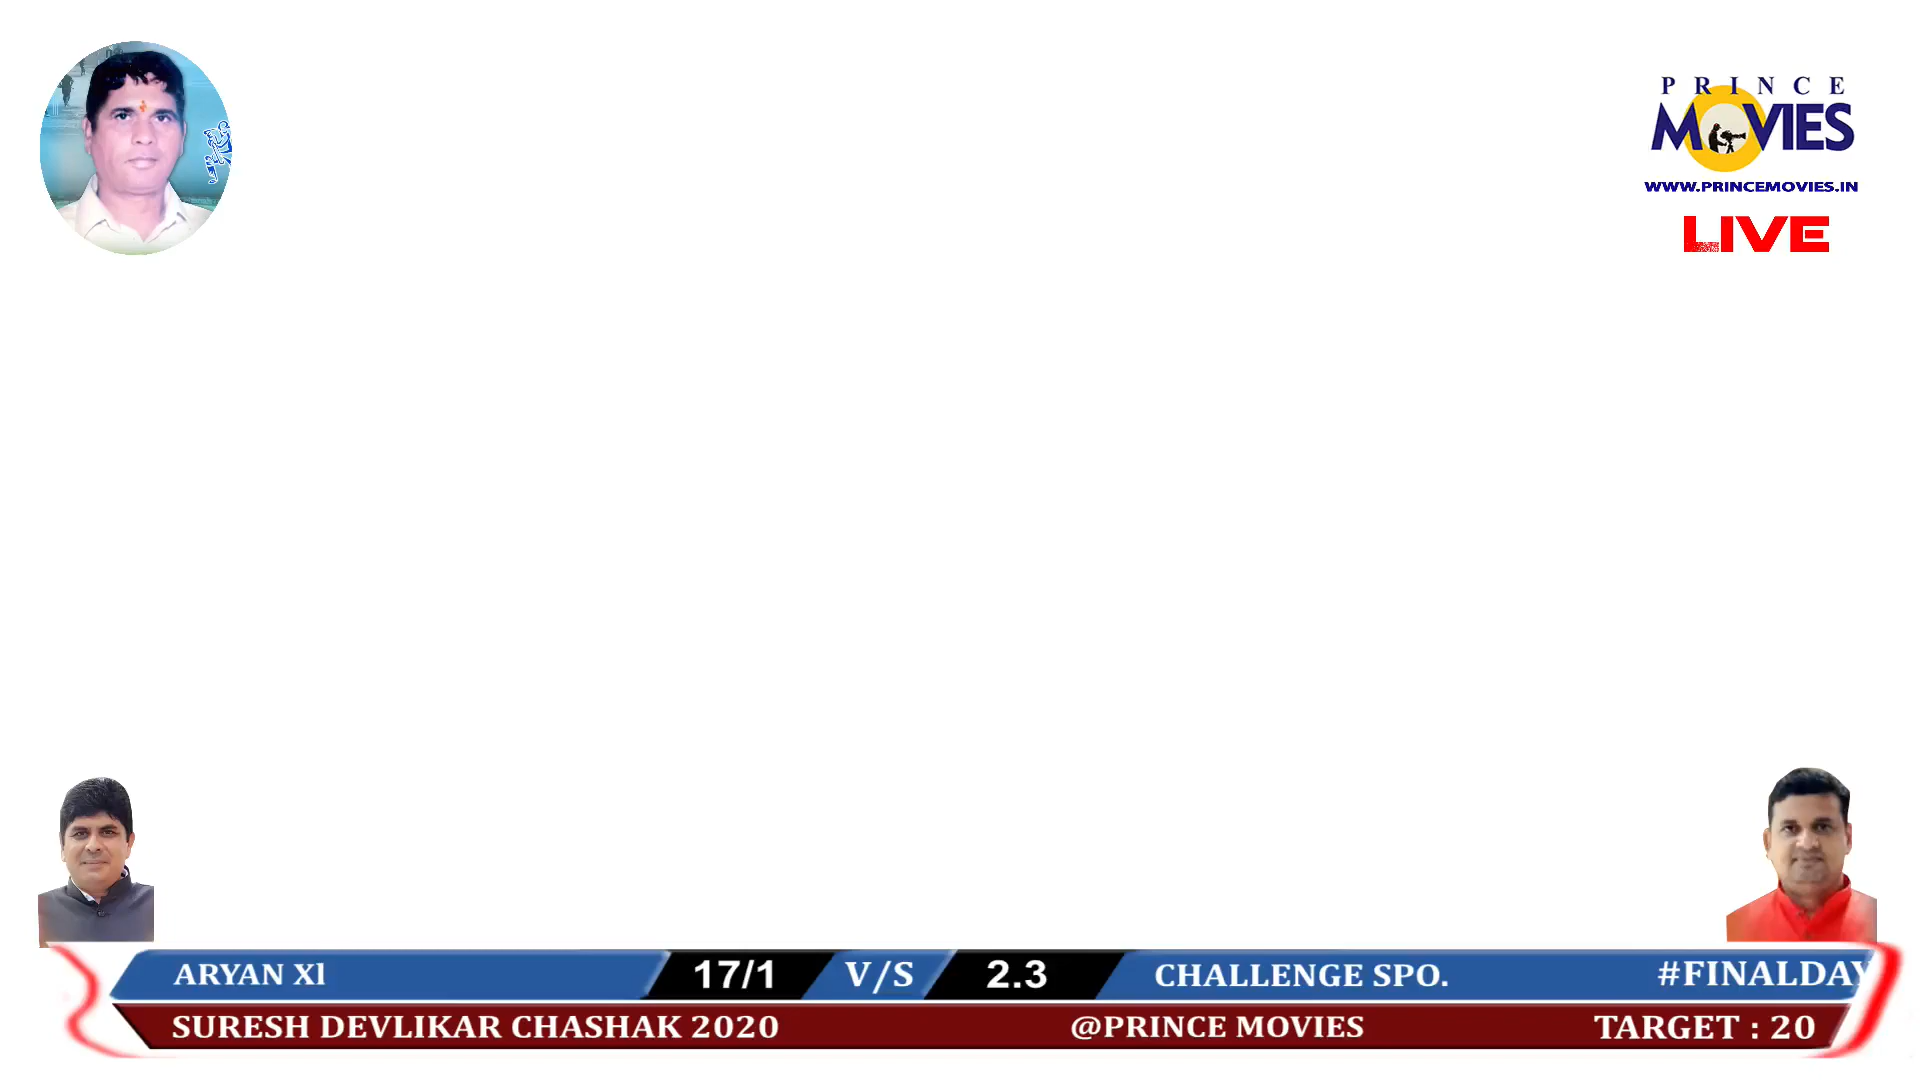 PRINCE
MOVIES
WWW.PRINCEMOVIES.IN
LIVE
ARYAN Xl 17/1 V/S 2.3 CHALLENGE SPO. #FINALDAY
SURESH DEVLIKAR CHASHAK 2020 @PRINCE MOVIES TARGET : 20